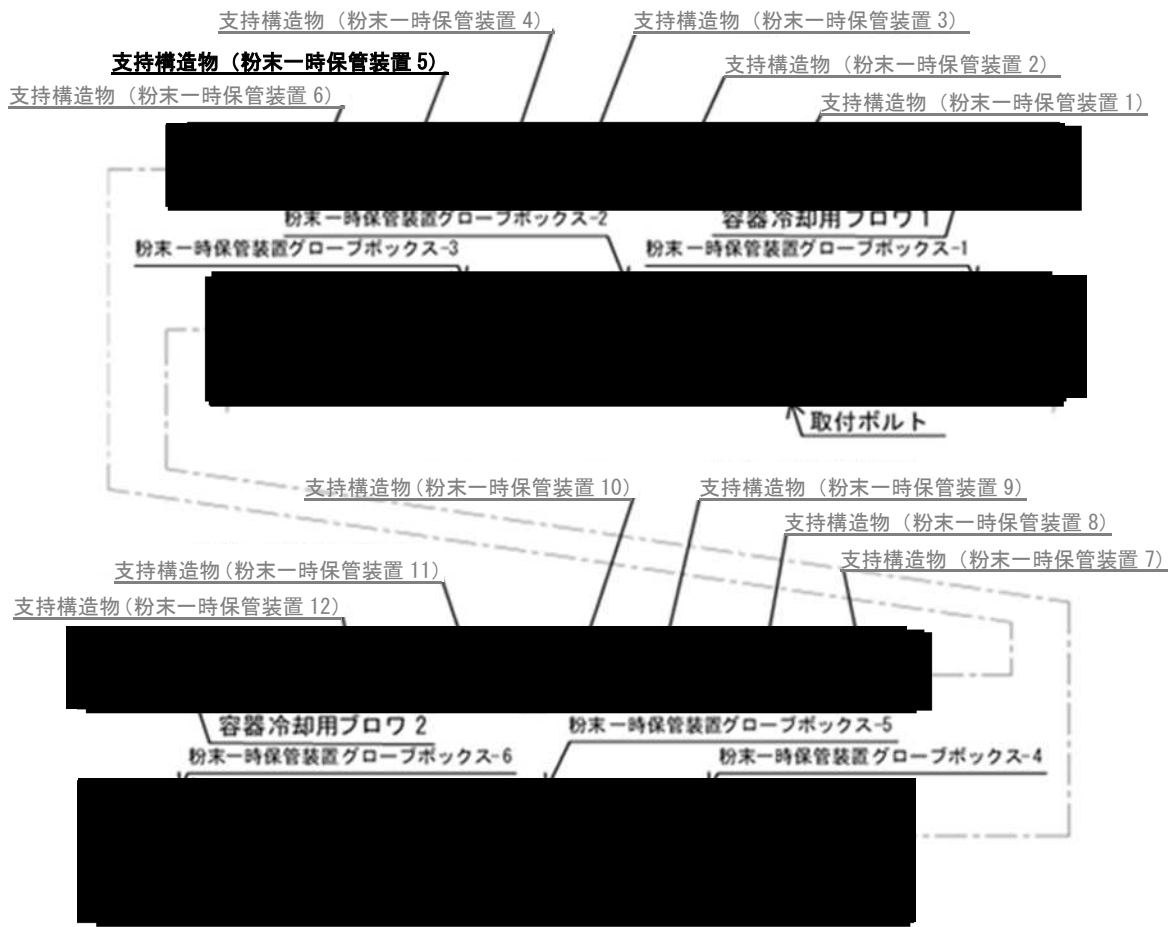 支持構造物（粉末一時保管装置 4）
支持構造物（粉末一時保管装置 3）
支持構造物（粉末一時保管装置 5）
支持構造物（粉末一時保管装置 2）
支持構造物（粉末一時保管装置 6）
支持構造物（粉末一時保管装置 1）
粉末一時保管装置グローブボックス-2
容器冷却用ブロワ 1
粉末一時保管装置グローブボックス-3
粉末一時保管装置グローブボックス-1
取付ボルト
支持構造物(粉末一時保管装置 10)
支持構造物（粉末一時保管装置 9）
支持構造物（粉末一時保管装置 8）
支持構造物（粉末一時保管装置 7）
支持構造物(粉末一時保管装置 11)
支持構造物(粉末一時保管装置 12)
容器冷却用ブロワ 2
粉末一時保管装置グローブボックス-5
粉末一時保管装置グローブボックス-6
粉末一時保管装置グローブボックス-4